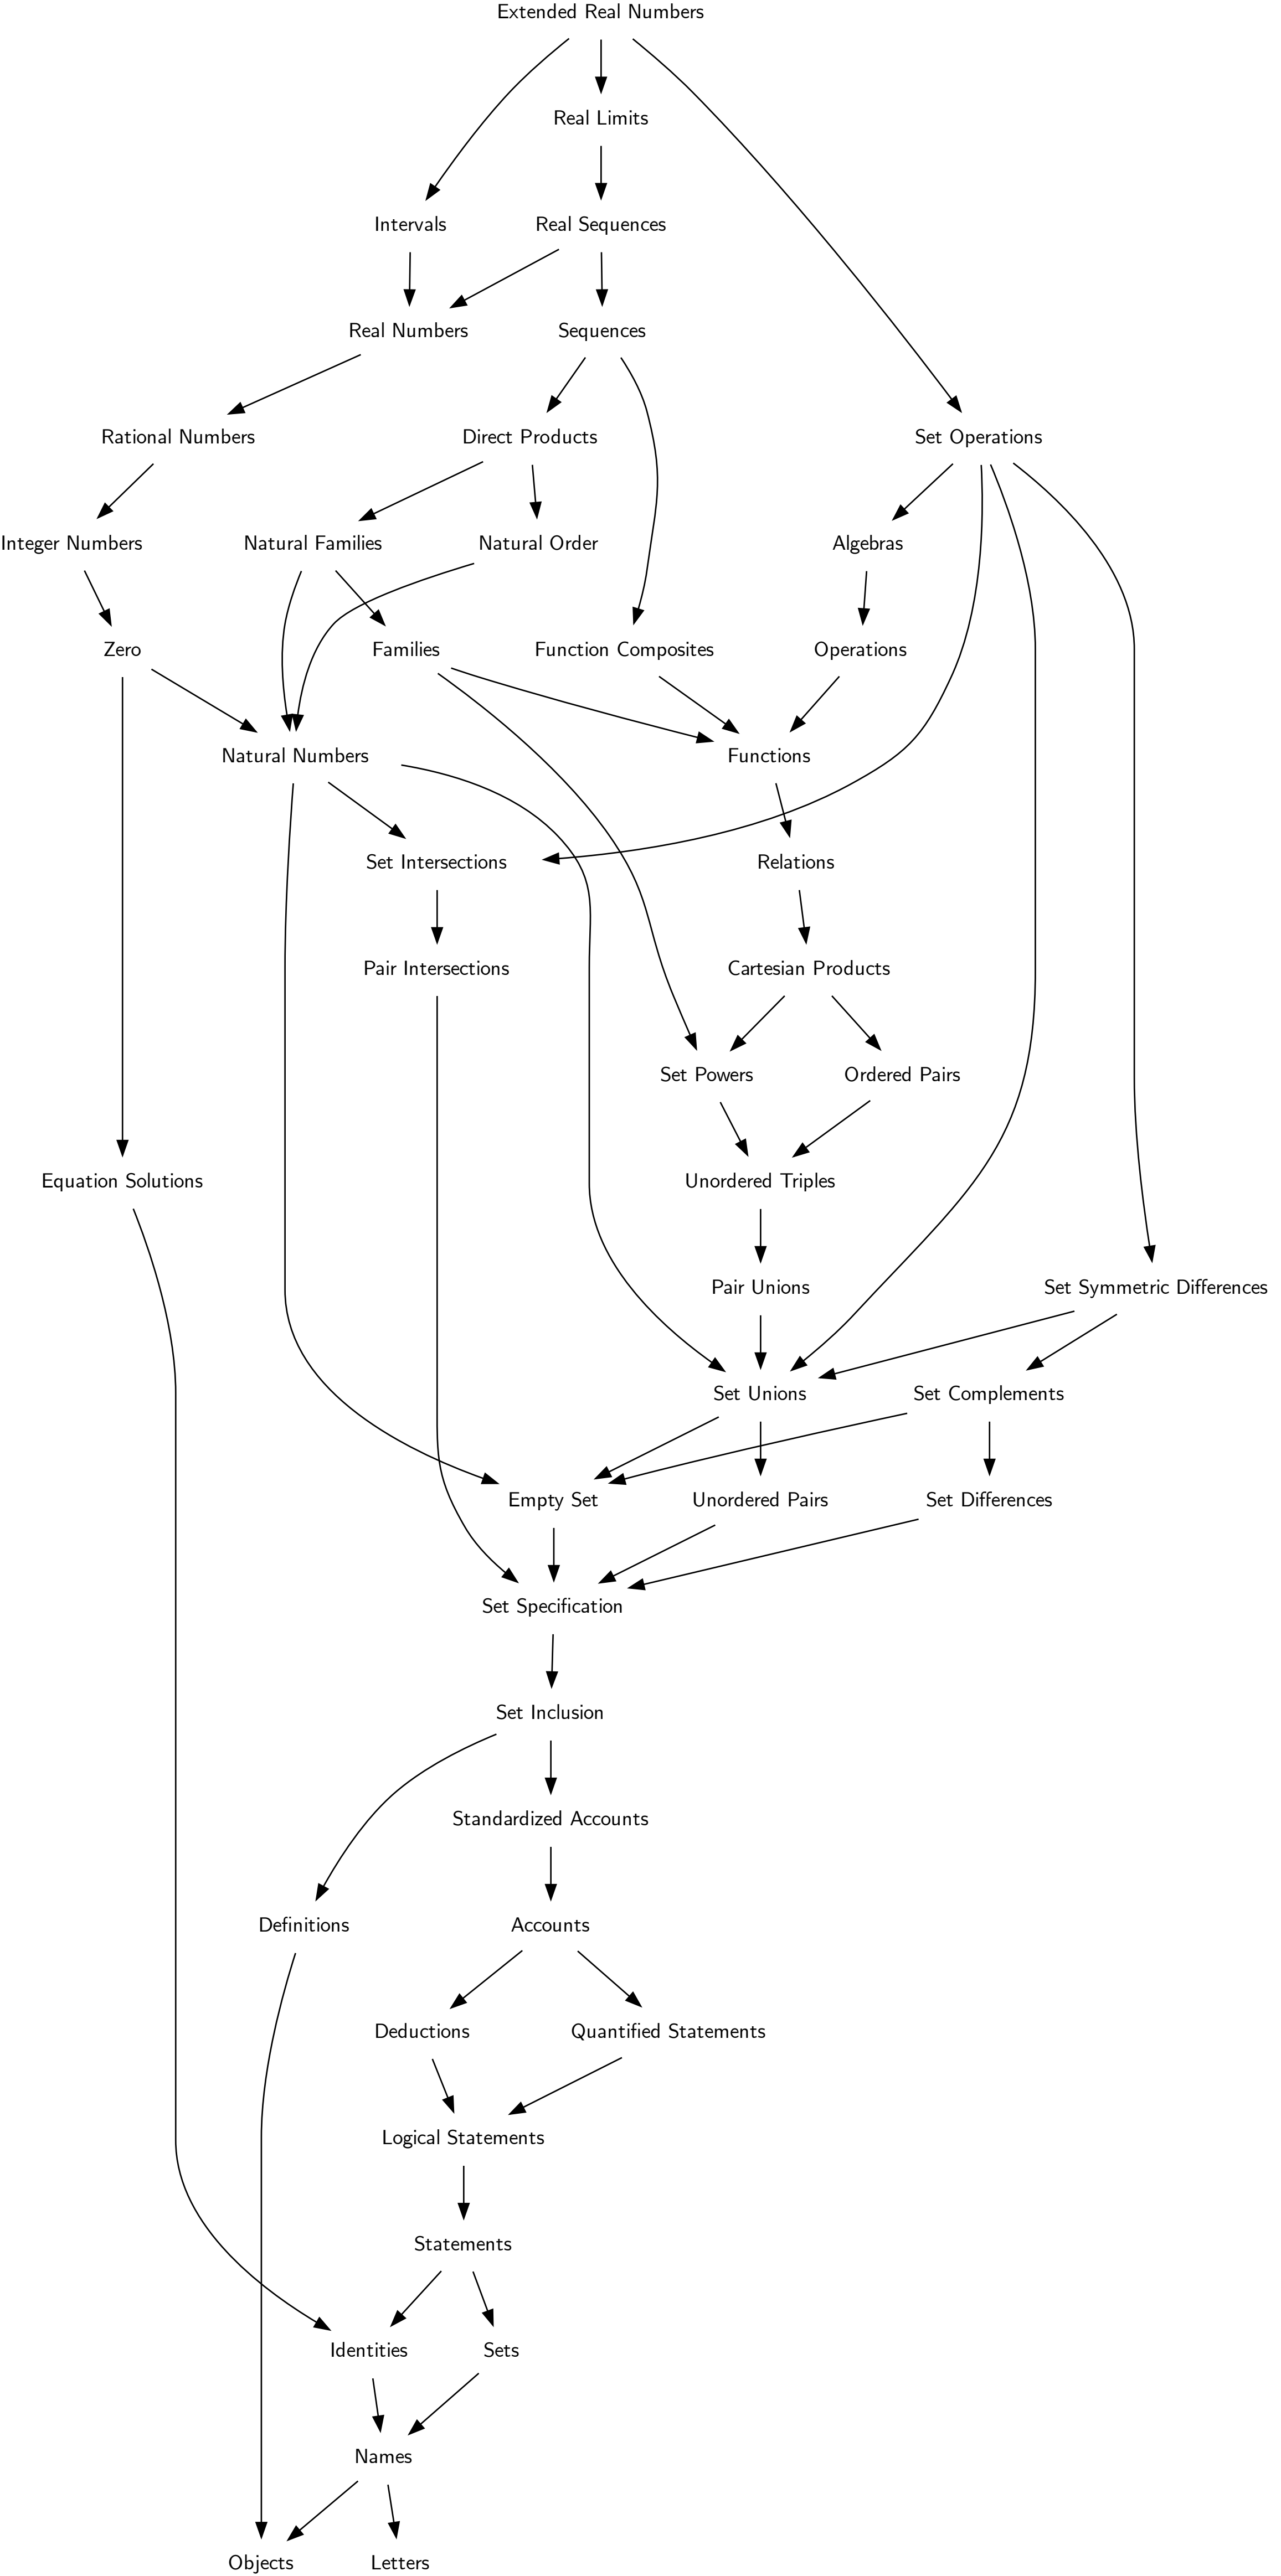 Extended Real Numbers
Real Limits
Intervals
Real Sequences
Real Numbers
Sequences
Rational Numbers
Direct Products
Set Operations
Integer Numbers
Natural Families
Natural Order
Algebras
Zero
Families
Function Composites
Operations
Natural Numbers
Functions
Set Intersections
Relations
Pair Intersections
Cartesian Products
Set Powers
Ordered Pairs
Equation Solutions
Unordered Triples
Pair Unions
Set Symmetric Differences
Set Unions
Set Complements
Empty Set
Unordered Pairs
Set Differences
Set Specification
Set Inclusion
Standardized Accounts
Definitions
Accounts
Deductions
Quantified Statements
Logical Statements
Statements
Identities
Sets
Names
Objects
Letters